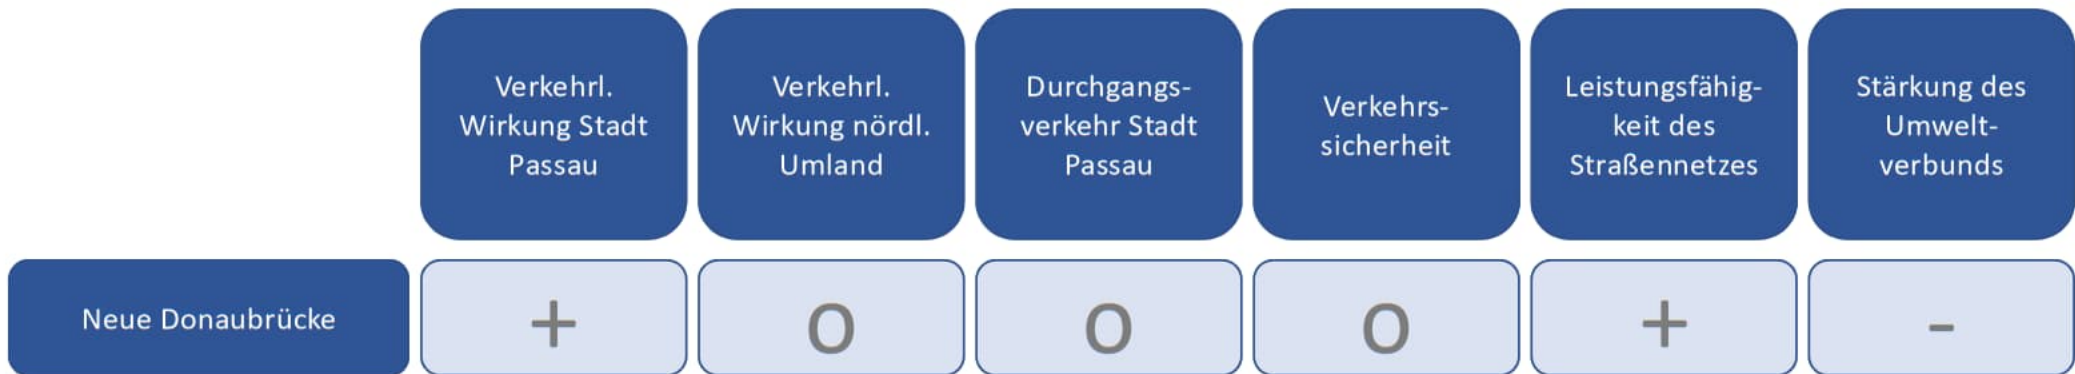 Verkehrl.
Wirkung Stadt
Passau
Verkehrl.
Wirkung nördl.
Umland
Durchgangs-
verkehr Stadt
Passau
Verkehrs-
sicherheit
Leistungsfähig-
keit des
Straßennetzes
Stärkung des
Umwelt-
verbunds
Neue Donaubrücke
+
o
o
o
+
-